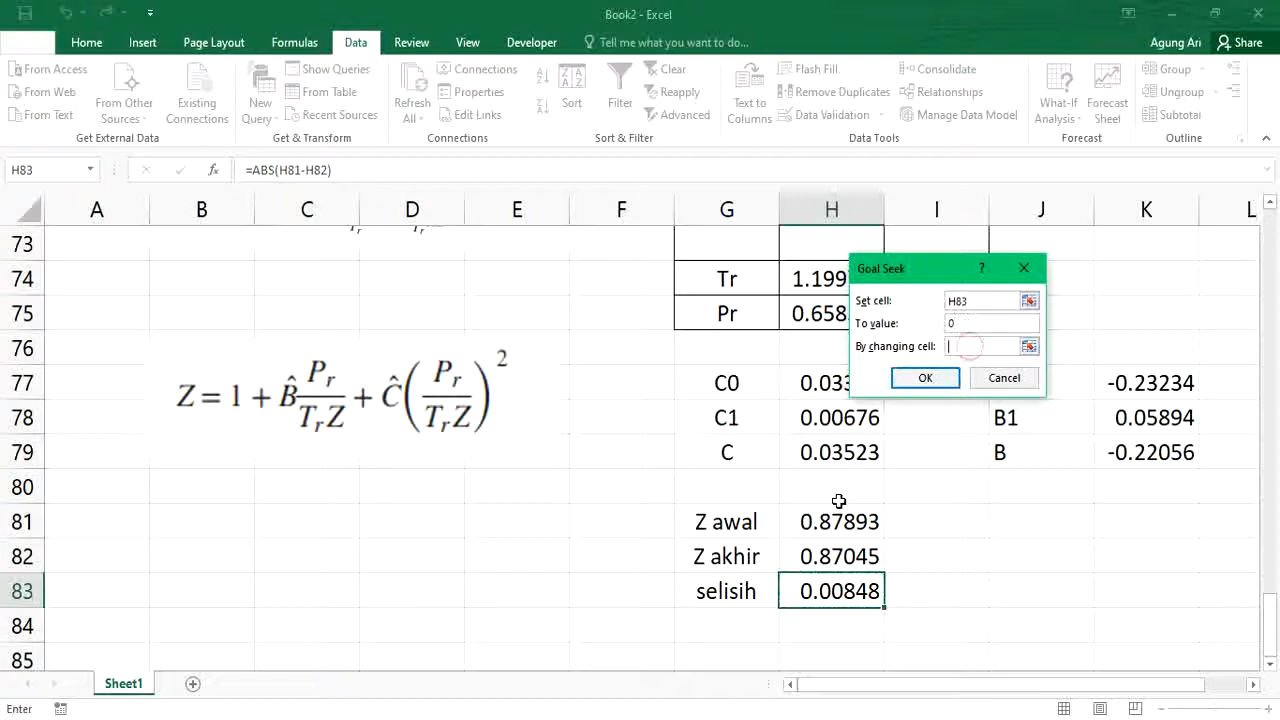 Book2 - Excel
Home Insert Page Layout Formulas Data Review View Developer Tell me what you want to do... Agung Ari Share
From Access
From Web
From Text
From Other Sources
Existing Connections
Get External Data
New Query
Show Queries
From Table
Recent Sources
Get & Transform
Refresh All
Connections
Properties
Edit Links
Connections
Sort
Filter
Clear
Reapply
Advanced
Sort & Filter
Text to Columns
Flash Fill
Remove Duplicates
Data Validation
Consolidate
Relationships
Manage Data Model
Data Tools
What-If Analysis
Forecast Sheet
Forecast
Group
Ungroup
Subtotal
Outline
H83 fx =ABS(H81-H82)
A B C D E F G H I J K L
73
74 Tr 1.199
75 Pr 0.658
76
77 C0 -0.23234
78 C1 0.00676 B1 0.05894
79 C 0.03523 B -0.22056
80
81 Z awal 0.87893
82 Z akhir 0.87045
83 selisih 0.00848
84
85
Z = 1 + B̂ Pr/TrZ + Ĉ(Pr/TrZ)²
Goal Seek ?
Set cell: H83
To value: 0
By changing cell:
OK Cancel
Sheet1
Enter